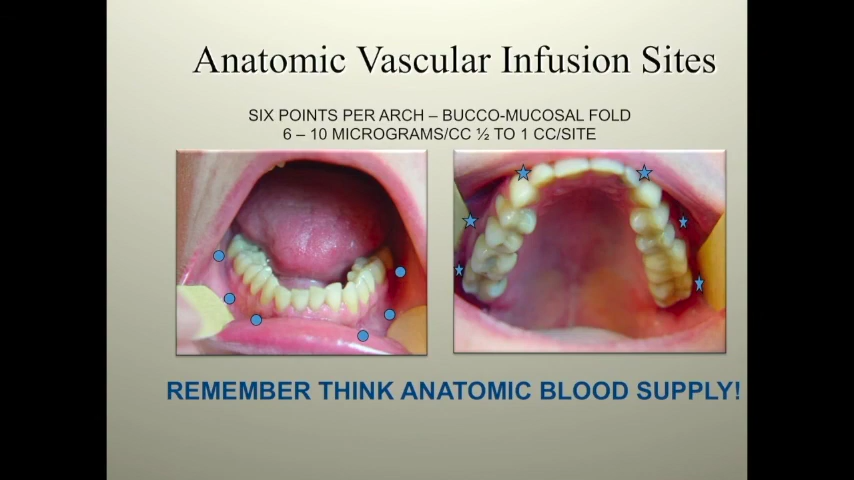 Anatomic Vascular Infusion Sites
SIX POINTS PER ARCH – BUCCO-MUCOSAL FOLD
6 – 10 MICROGRAMS/CC ½ TO 1 CC/SITE
REMEMBER THINK ANATOMIC BLOOD SUPPLY!